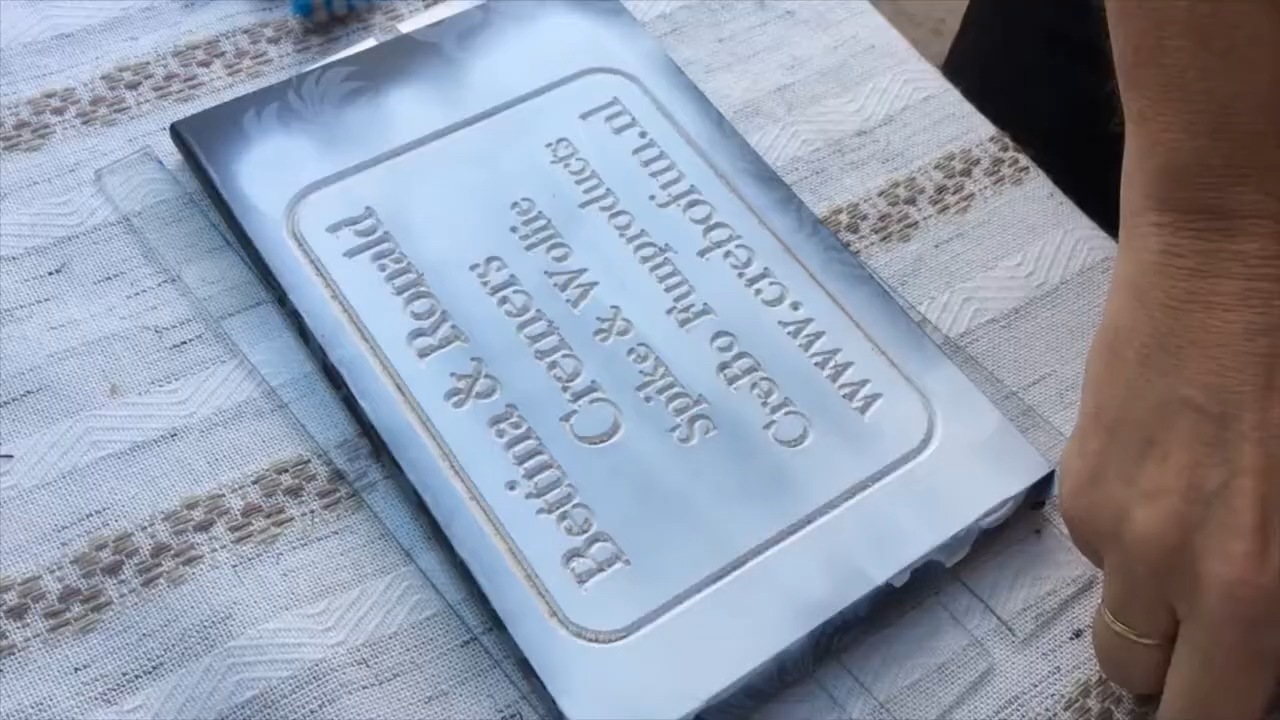 Bettina & Ronald
Cremers
Spike & Wolfie
CreBo Funproducts
www.crebofun.nl